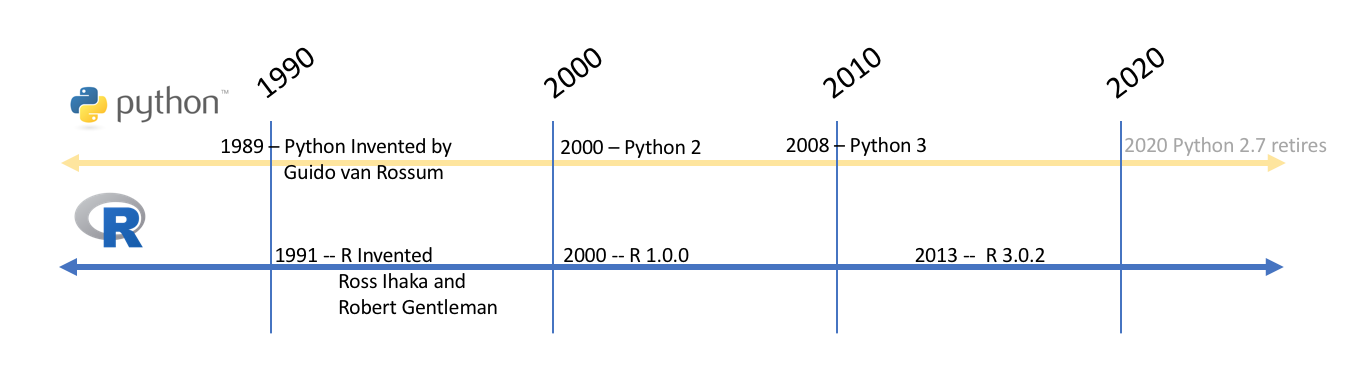 1990
2000
2010
2020
python™
1989 – Python Invented by
Guido van Rossum
2000 – Python 2
2008 – Python 3
2020 Python 2.7 retires
R
1991 -- R Invented
Ross Ihaka and
Robert Gentleman
2000 -- R 1.0.0
2013 --  R 3.0.2